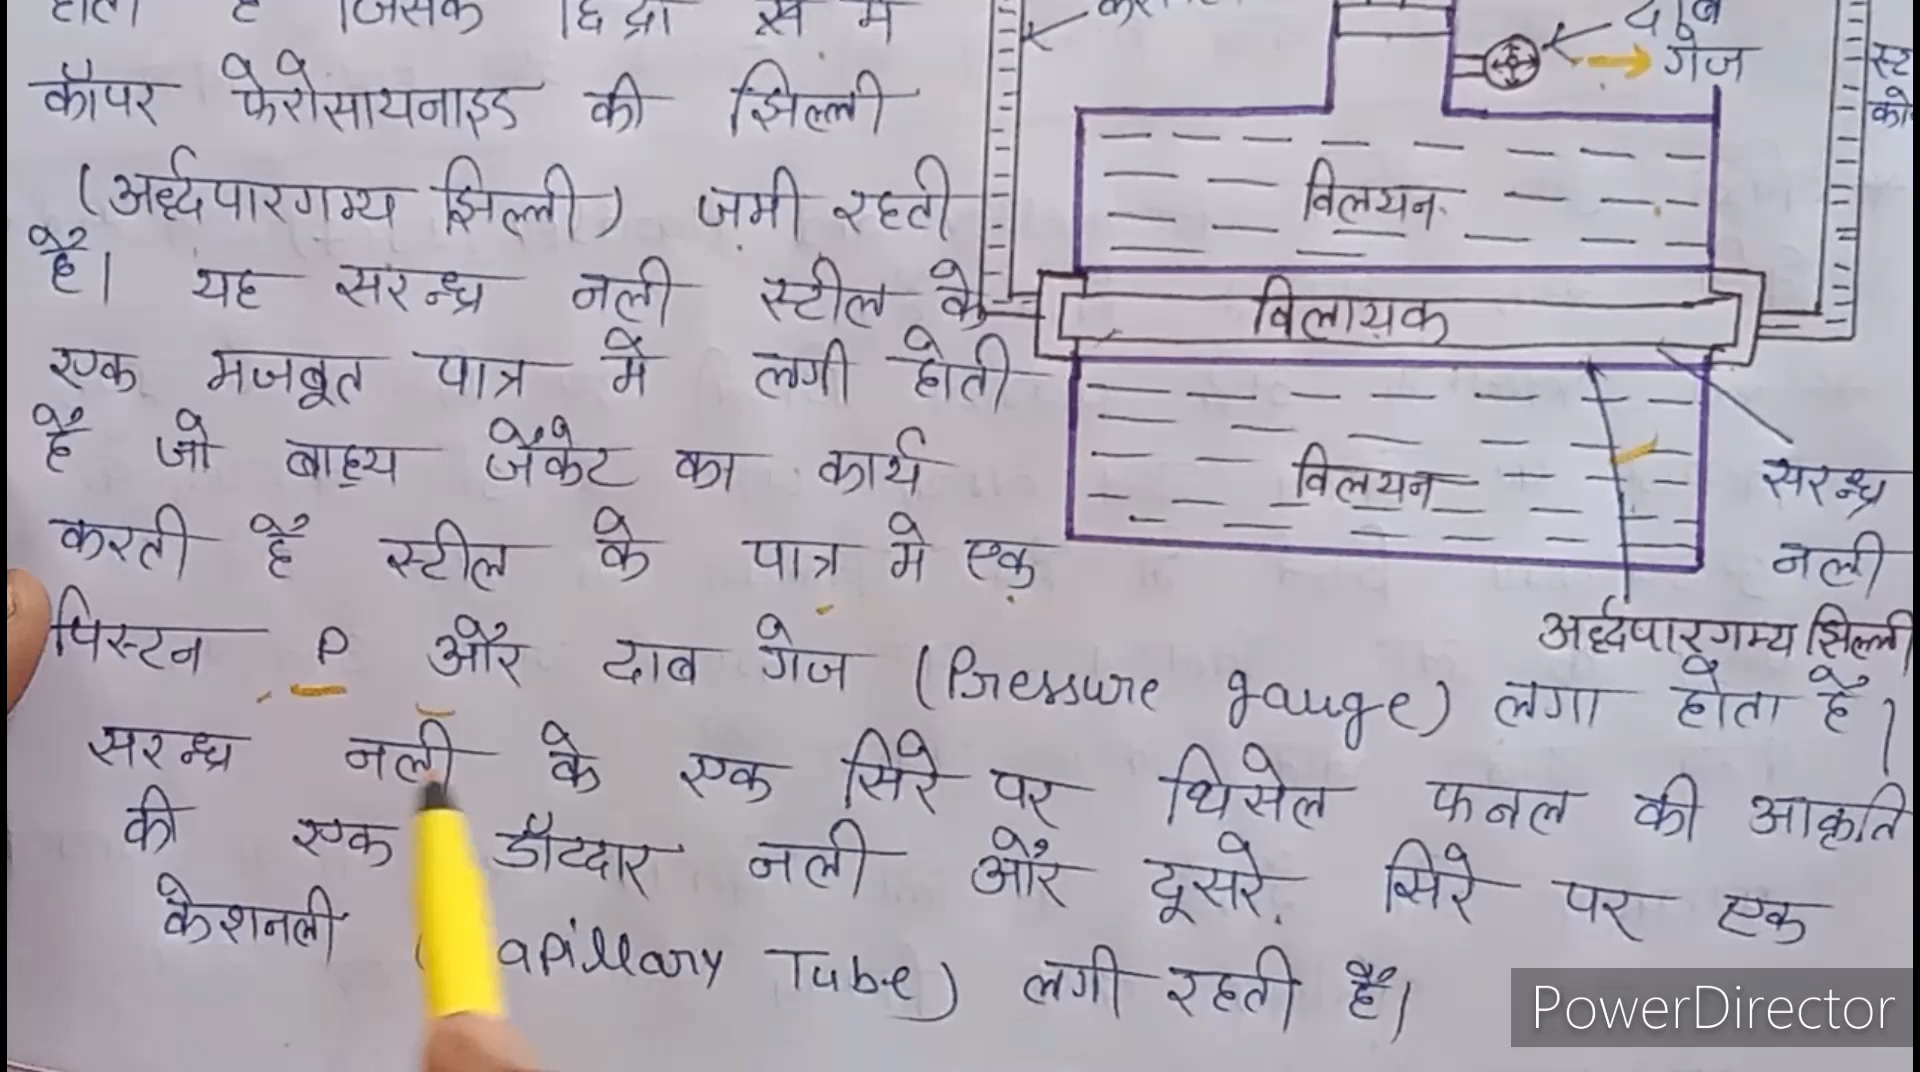 होती है जिसके छिद्रों में
कॉपर फेरोसायनाइड की झिल्ली
(अर्द्धपारगम्य झिल्ली) जमी रहती
है। यह सरन्ध्र नली स्टील के
एक मजबूत पात्र में लगी होती
है जो बाह्य जैकेट का कार्य
करती है स्टील के पात्र मे एक
पिस्टन P और दाब गेज (Pressure gauge) लगा होता है।
सरन्ध्र नली के एक सिरे पर थिसेल फनल की आकृति
की एक डॉटदार नली और दूसरे सिरे पर एक
केशनली apillary Tube) लगी रहती है।
दाब
गेज
स्ट
को
विलयन
विलायक
विलयन
सरन्ध्र
नली
अर्द्धपारगम्य झिल्ली
PowerDirector